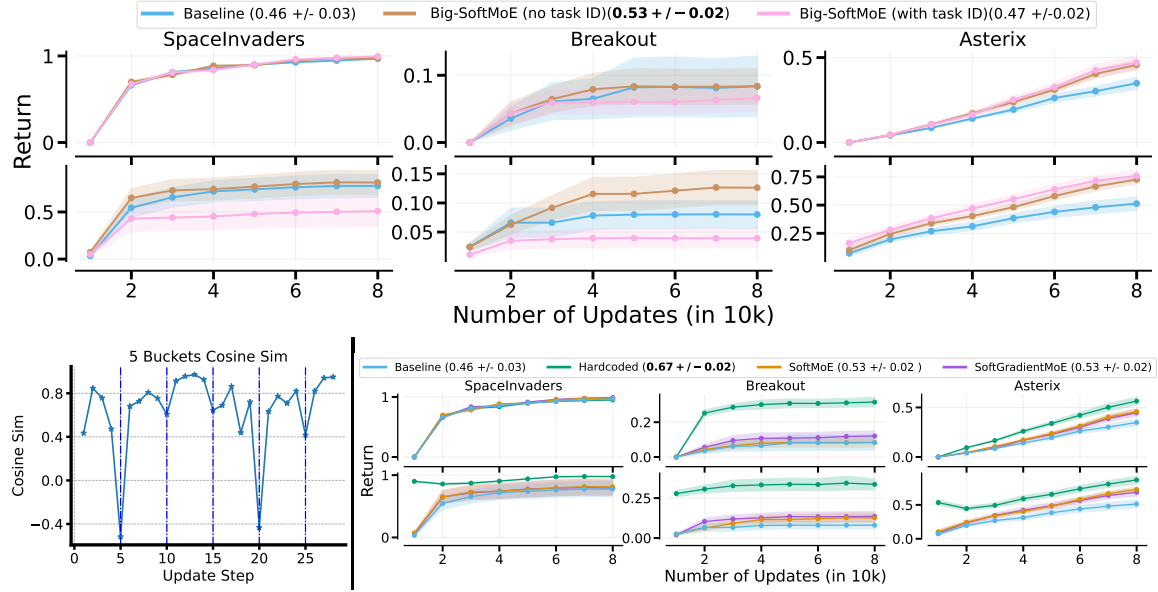 Baseline (0.46 +/- 0.03) Big-SoftMoE (no task ID)(0.53 +/−0.02) Big-SoftMoE (with task ID)(0.47 +/-0.02)
SpaceInvaders Breakout Asterix
Return
1
0
0.1
0.0
0.5
0.0
0.5
0.0
0.15
0.10
0.05
0.75
0.50
0.25
2 4 6 8 2 4 6 8 2 4 6 8
Number of Updates (in 10k)
5 Buckets Cosine Sim
Cosine Sim
0.8
0.4
0.0
−0.4
0 5 10 15 20 25
Update Step
Baseline (0.46 +/- 0.03) Hardcoded (0.67 +/−0.02) SoftMoE (0.53 +/- 0.02 ) SoftGradientMoE (0.53 +/- 0.02)
SpaceInvaders Breakout Asterix
Return
1
0
0.2
0.0
0.5
0.0
1
0
0.25
0.00
0.5
0.0
2 4 6 8 2 4 6 8 2 4 6 8
Number of Updates (in 10k)